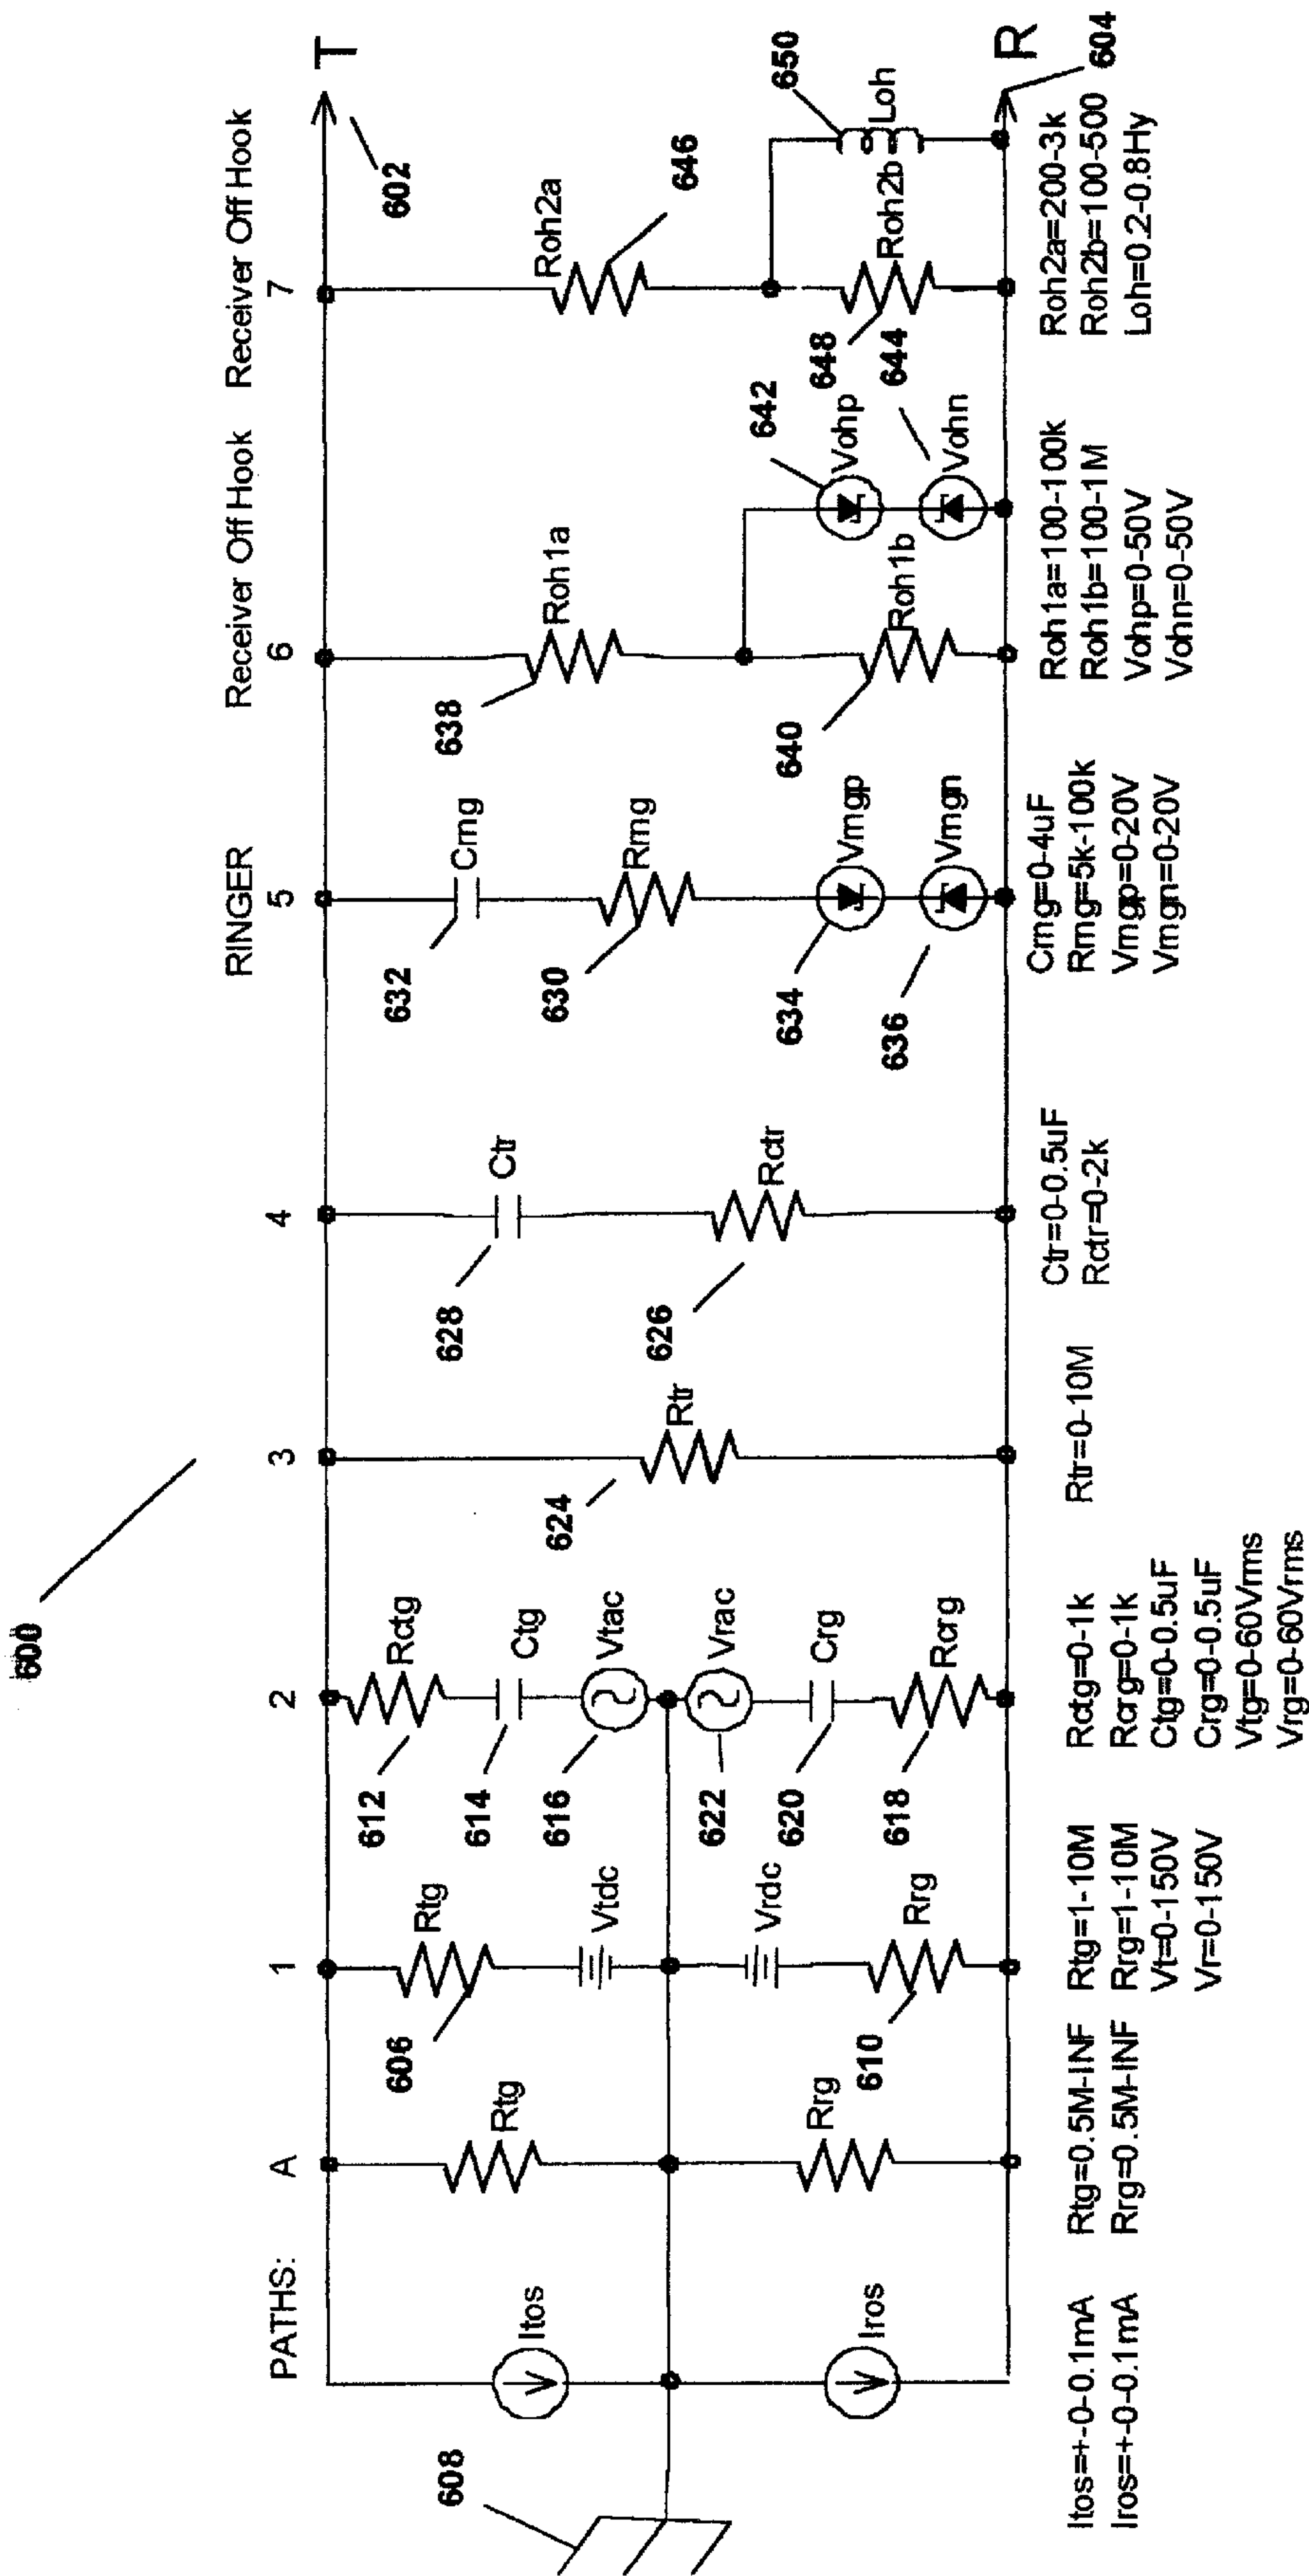 600
PATHS:
A
1
2
3
4
RINGER
5
Receiver Off Hook
6
Receiver Off Hook
7
T
602
608
Itos
Iros
Rtg
Rrg
Rtg
606
Vtdc
Vrdc
Rrg
610
Rctg
612
Ctg
614
Vtac
616
Vrac
622
Crg
620
Rcrg
618
Rtr
624
Ctr
628
Rctr
626
Crng
632
Rrng
630
Vrngp
634
Vrngn
636
Roh1a
638
Roh1b
640
Vohp
642
Vohn
644
Roh2a
646
Roh2b
648
Loh
650
R
604
Itos=+-0-0.1mA
Iros=+-0-0.1mA
Rtg=0.5M-INF
Rrg=0.5M-INF
Rtg=1-10M
Rrg=1-10M
Vt=0-150V
Vr=0-150V
Rctg=0-1k
Rcrg=0-1k
Ctg=0-0.5uF
Crg=0-0.5uF
Vtg=0-60Vrms
Vrg=0-60Vrms
Rtr=0-10M
Ctr=0-0.5uF
Rctr=0-2k
Crng=0-4uF
Rrng=5k-100k
Vrngp=0-20V
Vrngn=0-20V
Roh1a=100-100k
Roh1b=100-1M
Vohp=0-50V
Vohn=0-50V
Roh2a=200-3k
Roh2b=100-500
Loh=0.2-0.8Hy